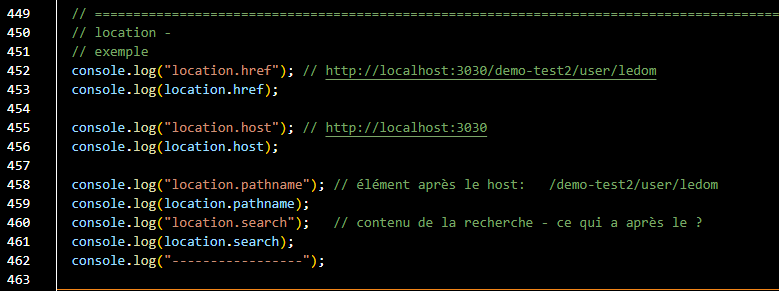 449 // =====================================================================================
450 // location -
451 // exemple
452 console.log("location.href"); // http://localhost:3030/demo-test2/user/ledom
453 console.log(location.href);
454
455 console.log("location.host"); // http://localhost:3030
456 console.log(location.host);
457
458 console.log("location.pathname"); // élément après le host:   /demo-test2/user/ledom
459 console.log(location.pathname);
460 console.log("location.search");   // contenu de la recherche - ce qui a après le ?
461 console.log(location.search);
462 console.log("-----------------");
463